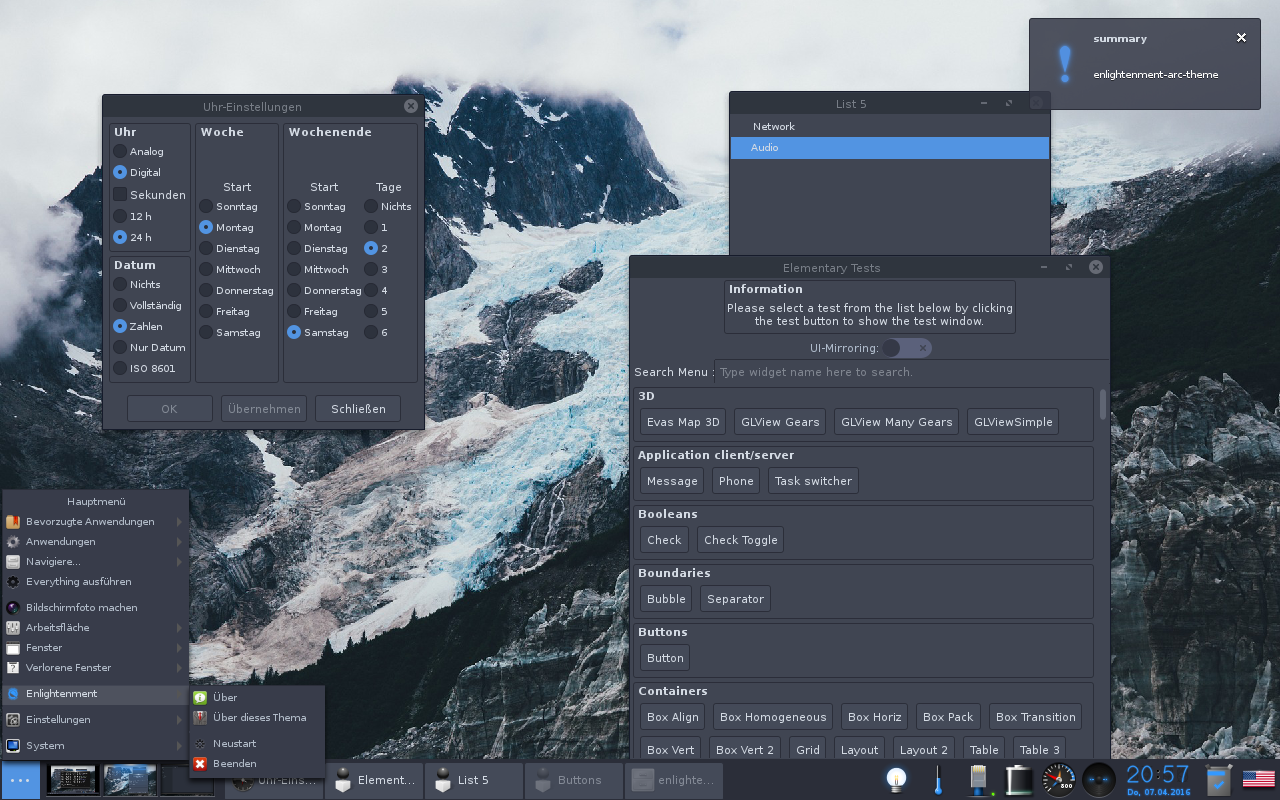 summary
enlightenment-arc-theme
Uhr-Einstellungen
Uhr
Analog
Digital
Sekunden
12 h
24 h
Datum
Nichts
Vollständig
Zahlen
Nur Datum
ISO 8601
Woche
Start
Sonntag
Montag
Dienstag
Mittwoch
Donnerstag
Freitag
Samstag
Wochenende
Start
Sonntag
Montag
Dienstag
Mittwoch
Donnerstag
Freitag
Samstag
Tage
Nichts
1
2
3
4
5
6
OK
Übernehmen
Schließen
List 5
Network
Audio
Elementary Tests
Information
Please select a test from the list below by clicking
the test button to show the test window.
UI-Mirroring:
Search Menu : Type widget name here to search.
3D
Evas Map 3D GLView Gears GLView Many Gears GLViewSimple
Application client/server
Message Phone Task switcher
Booleans
Check Check Toggle
Boundaries
Bubble Separator
Buttons
Button
Containers
Box Align Box Homogeneous Box Horiz Box Pack Box Transition
Box Vert Box Vert 2 Grid Layout Layout 2 Table Table 3
Hauptmenü
Bevorzugte Anwendungen
Anwendungen
Navigiere...
Everything ausführen
Bildschirmfoto machen
Arbeitsfläche
Fenster
Verlorene Fenster
Enlightenment
Einstellungen
System
Über
Über dieses Thema
Neustart
Beenden
Uhr-Eins...
Element...
List 5
Buttons
enlighte...
800
20:57
Do, 07.04.2016